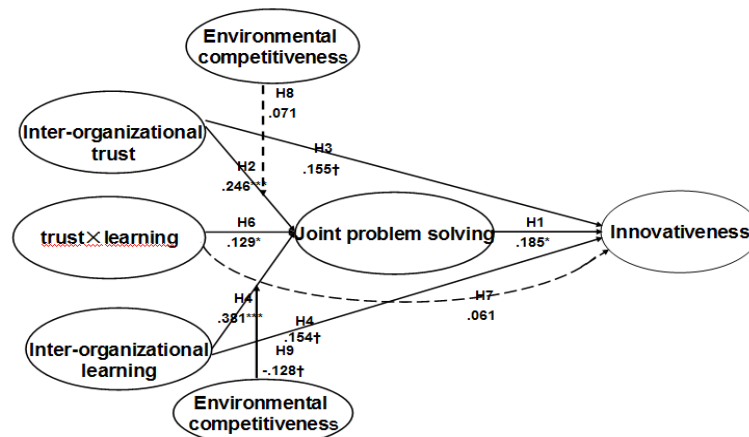 Environmental
competitiveness
H8
.071
Inter-organizational
trust
H3
.155†
H2
.246***
trust×learning
H6
.129*
Joint problem solving
H1
.185*
Innovativeness
H4
.381***
H7
.061
H4
.154†
Inter-organizational
learning
H9
-.128†
Environmental
competitiveness